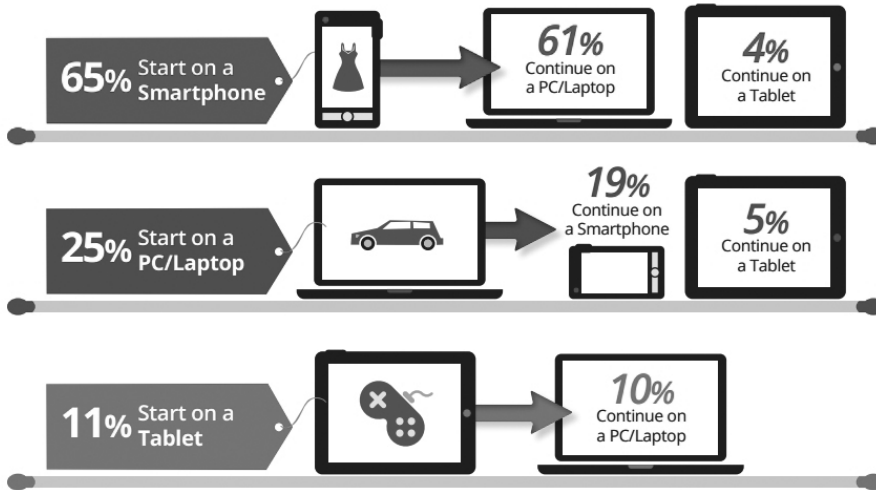 65% Start on a
Smartphone
61%
Continue on
a PC/Laptop
4%
Continue on
a Tablet
25% Start on a
PC/Laptop
19%
Continue on
a Smartphone
5%
Continue on
a Tablet
11% Start on a
Tablet
10%
Continue on
a PC/Laptop